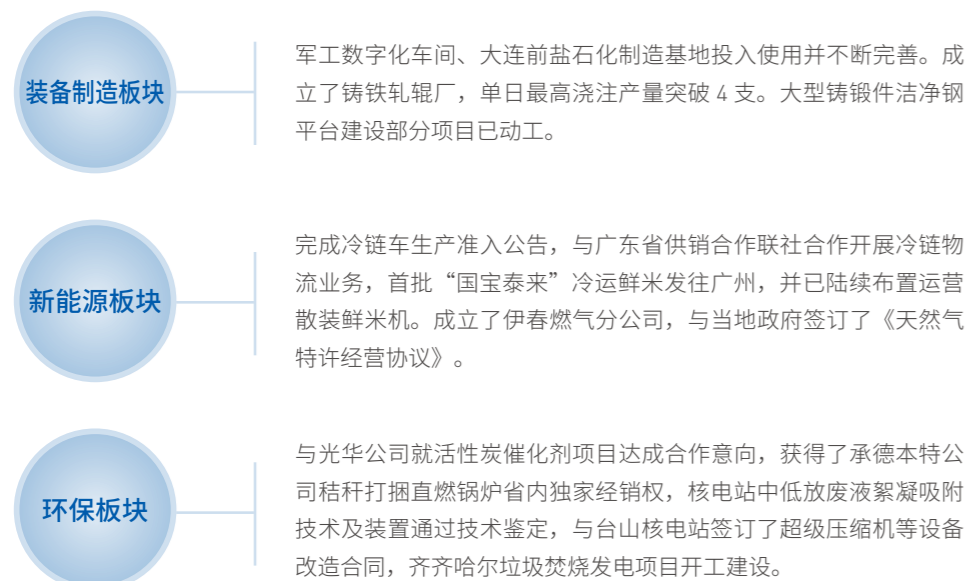 装备制造板块
军工数字化车间、大连前盐石化制造基地投入使用并不断完善。成
立了铸铁轧辊厂，单日最高浇注产量突破 4 支。大型铸锻件洁净钢
平台建设部分项目已动工。
新能源板块
完成冷链车生产准入公告，与广东省供销合作联社合作开展冷链物
流业务，首批“国宝泰来”冷运鲜米发往广州，并已陆续布置运营
散装鲜米机。成立了伊春燃气分公司，与当地政府签订了《天然气
特许经营协议》。
环保板块
与光华公司就活性炭催化剂项目达成合作意向，获得了承德本特公
司秸秆打捆直燃锅炉省内独家经销权，核电站中低放废液絮凝吸附
技术及装置通过技术鉴定，与台山核电站签订了超级压缩机等设备
改造合同，齐齐哈尔垃圾焚烧发电项目开工建设。